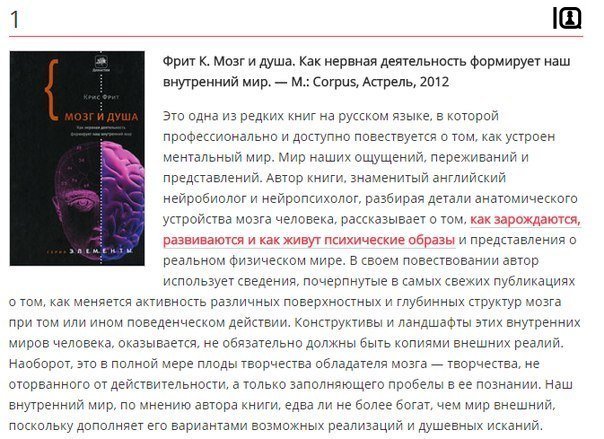 1
IQ
Фрит К. Мозг и душа. Как нервная деятельность формирует наш
внутренний мир. — М.: Corpus, Астрель, 2012
КРИС ФРИТ
МОЗГ И ДУША
Как нервная деятельность
формирует наш внутренний мир
СЕРИЯ ЭЛЕМЕНТЫ
Это одна из редких книг на русском языке, в которой
профессионально и доступно повествуется о том, как устроен
ментальный мир. Мир наших ощущений, переживаний и
представлений. Автор книги, знаменитый английский
нейробиолог и нейропсихолог, разбирая детали анатомического
устройства мозга человека, рассказывает о том, как зарождаются,
развиваются и как живут психические образы и представления о
реальном физическом мире. В своем повествовании автор
использует сведения, почерпнутые в самых свежих публикациях
о том, как меняется активность различных поверхностных и глубинных структур мозга
при том или ином поведенческом действии. Конструктивы и ландшафты этих внутренних
миров человека, оказывается, не обязательно должны быть копиями внешних реалий.
Наоборот, это в полной мере плоды творчества обладателя мозга — творчества, не
оторванного от действительности, а только заполняющего пробелы в ее познании. Наш
внутренний мир, по мнению автора книги, едва ли не более богат, чем мир внешний,
поскольку дополняет его вариантами возможных реализаций и душевных исканий.